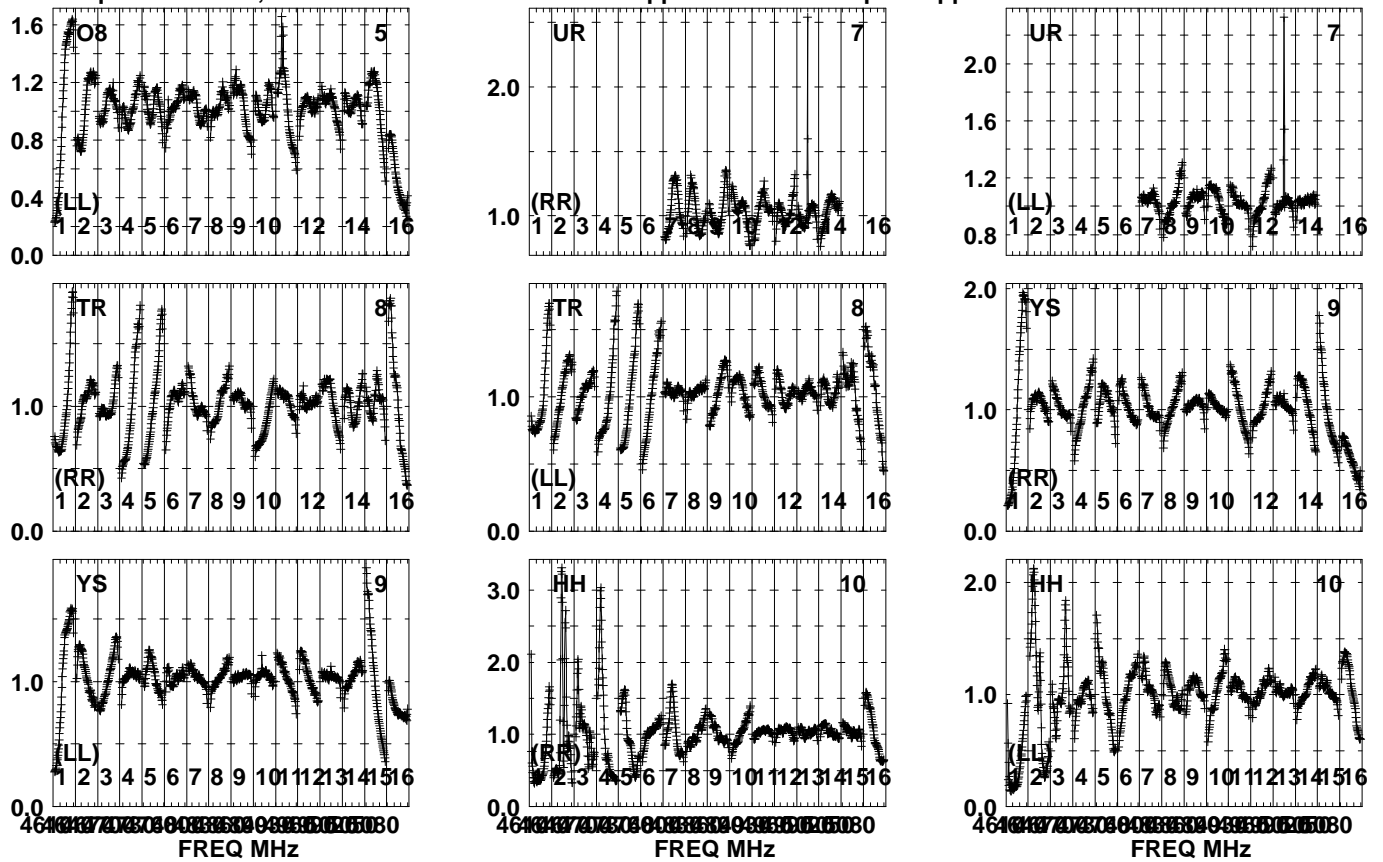 1.6 O8 5
1.2
0.8
0.4 (LL)
1 2 3 4 5 6 7 8 9 10 12 14 16
0.0
UR 7
2.0
1.0 (RR)
1 2 3 4 5 6 7 8 9 10 12 14 16
UR 7
2.0
1.6
1.2
1.0 (LL)
0.8 1 2 3 4 5 6 7 8 9 10 12 14 16
TR 8
1.0
(RR)
1 2 3 4 5 6 7 8 9 10 12 14 16
0.0
TR 8
1.0
(LL)
1 2 3 4 5 6 7 8 9 10 12 14 16
0.0
2.0 YS 9
1.0
(RR)
1 2 3 4 5 6 7 8 9 10 12 14 16
0.0
YS 9
1.0
(LL)
1 2 3 4 5 6 7 8 9 10 11 12 13 14 15 16
0.0
FREQ MHz
HH 10
3.0
2.0
1.0 (RR)
1 2 3 4 5 6 7 8 9 10 11 12 13 14 15 16
0.0
FREQ MHz
2.0 HH 10
1.0
(LL)
1 2 3 4 5 6 7 8 9 10 11 12 13 14 15 16
0.0
FREQ MHz